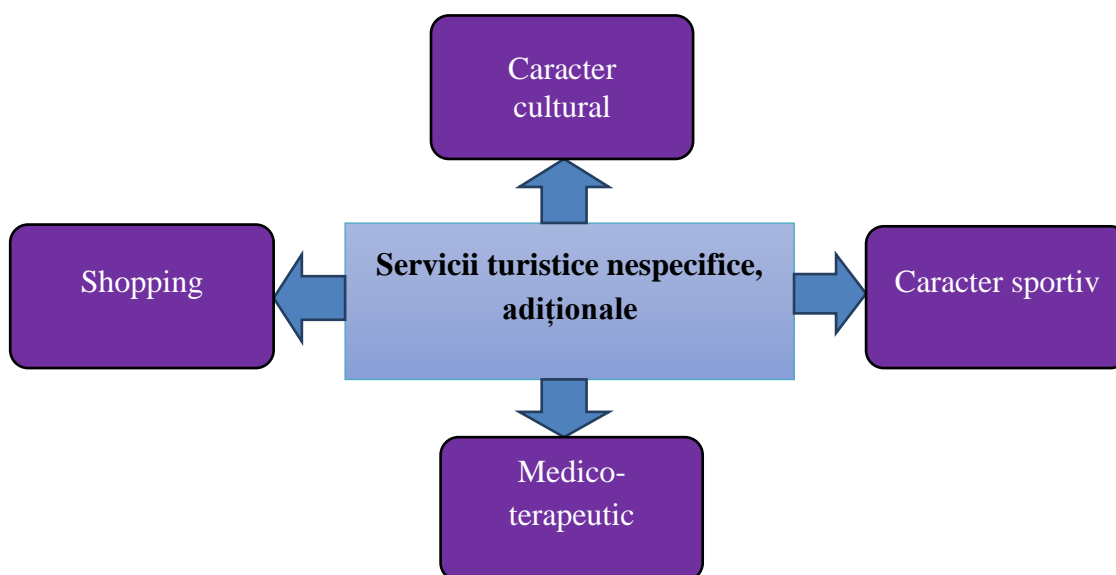 Caracter
cultural
Servicii turistice nespecifice,
adiționale
Shopping
Caracter sportiv
Medico-
terapeutic